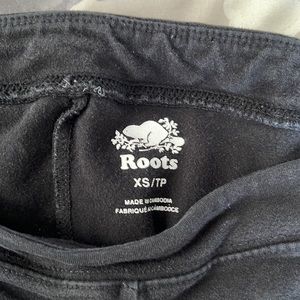 Roots
XS/TP
MADE IN CAMBODIA
FABRIQUÉ AU CAMBODGE